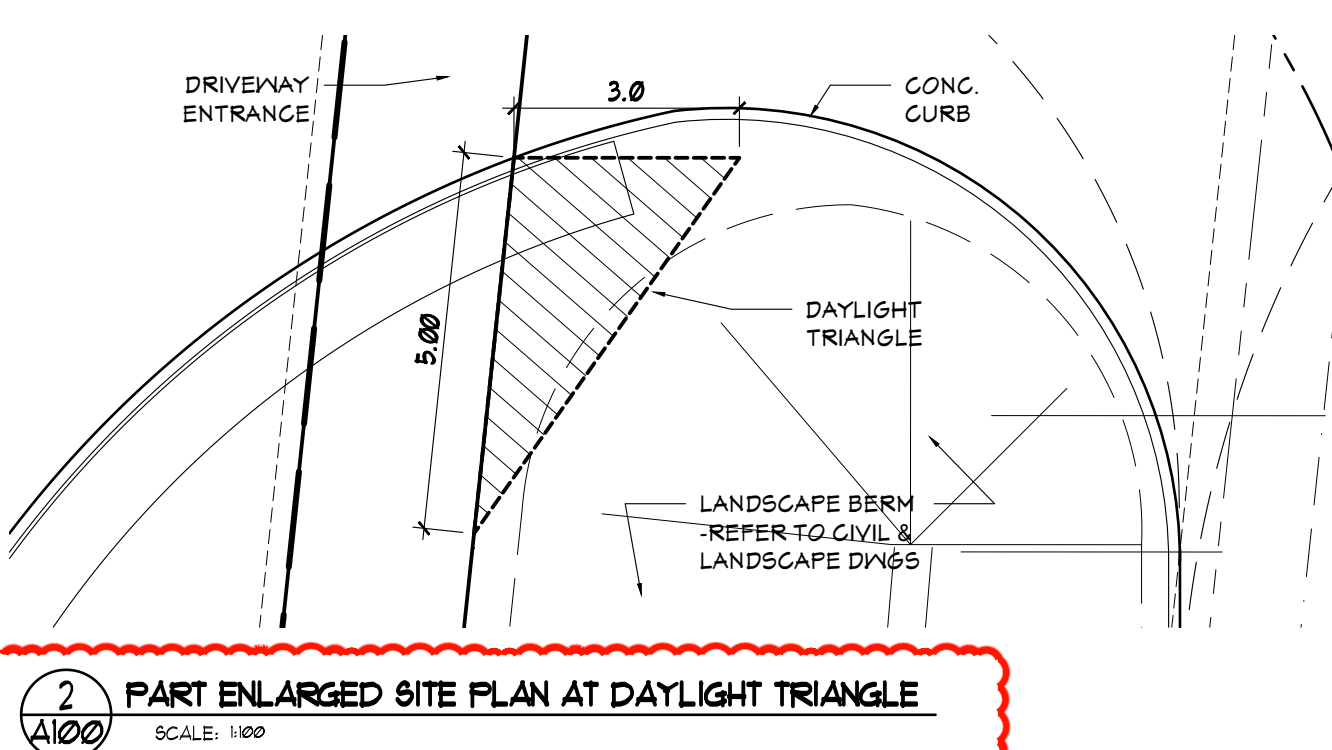 DRIVEWAY
ENTRANCE
3.0
CONC.
CURB
5.00
DAYLIGHT
TRIANGLE
LANDSCAPE BERM
-REFER TO CIVIL &
LANDSCAPE DWGS
2
A100
PART ENLARGED SITE PLAN AT DAYLIGHT TRIANGLE
SCALE: 1:100